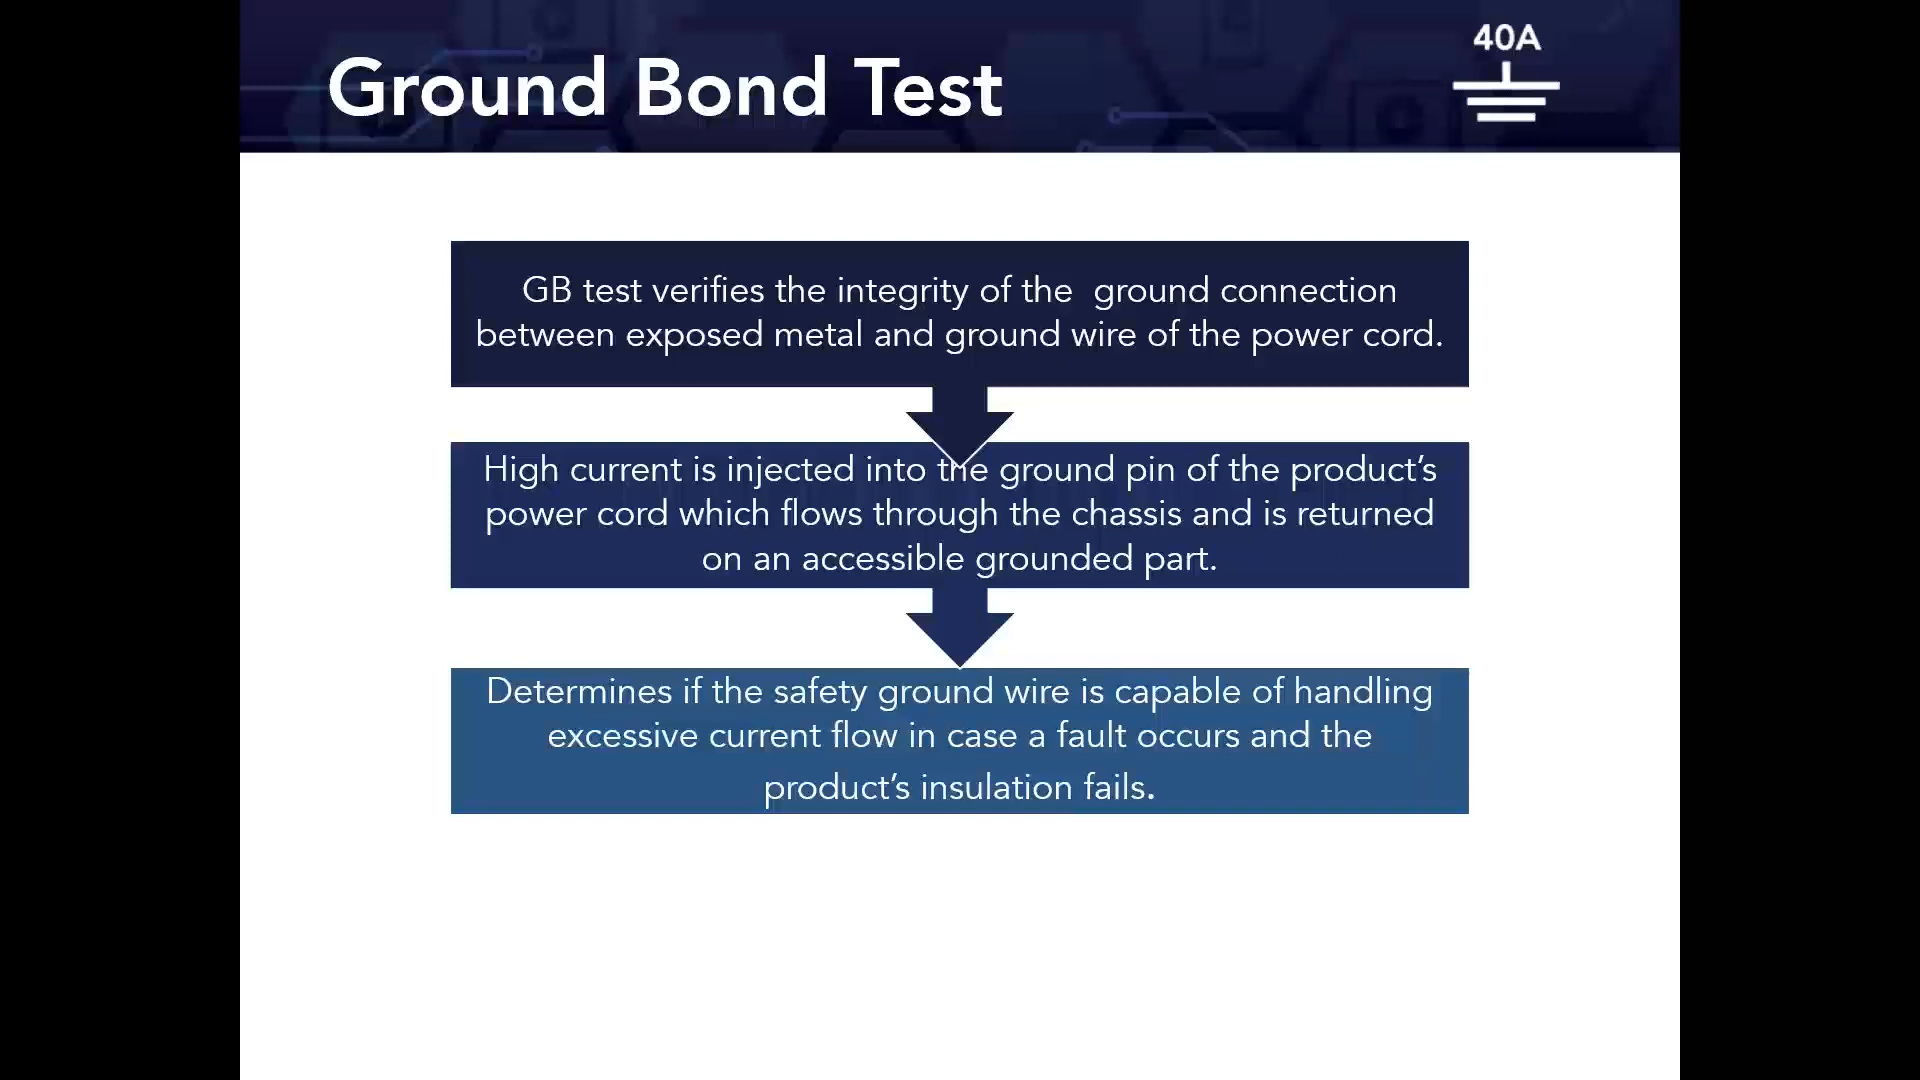 Ground Bond Test
40A
GB test verifies the integrity of the  ground connection
between exposed metal and ground wire of the power cord.
High current is injected into the ground pin of the product’s
power cord which flows through the chassis and is returned
on an accessible grounded part.
Determines if the safety ground wire is capable of handling
excessive current flow in case a fault occurs and the
product’s insulation fails.